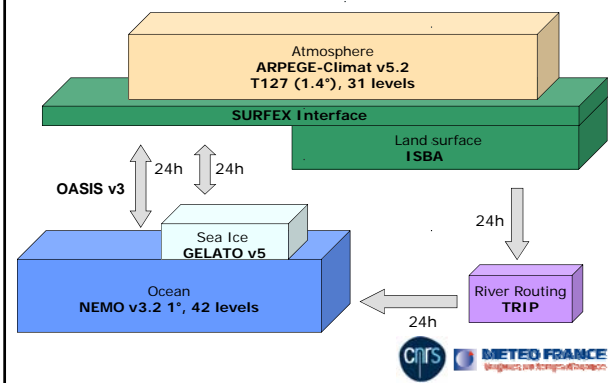 Atmosphere
ARPEGE-Climat v5.2
T127 (1.4°), 31 levels
SURFEX Interface
Land surface
ISBA
24h
24h
OASIS v3
24h
Sea Ice
GELATO v5
Ocean
NEMO v3.2 1°, 42 levels
River Routing
TRIP
24h
cnrs
METEO FRANCE